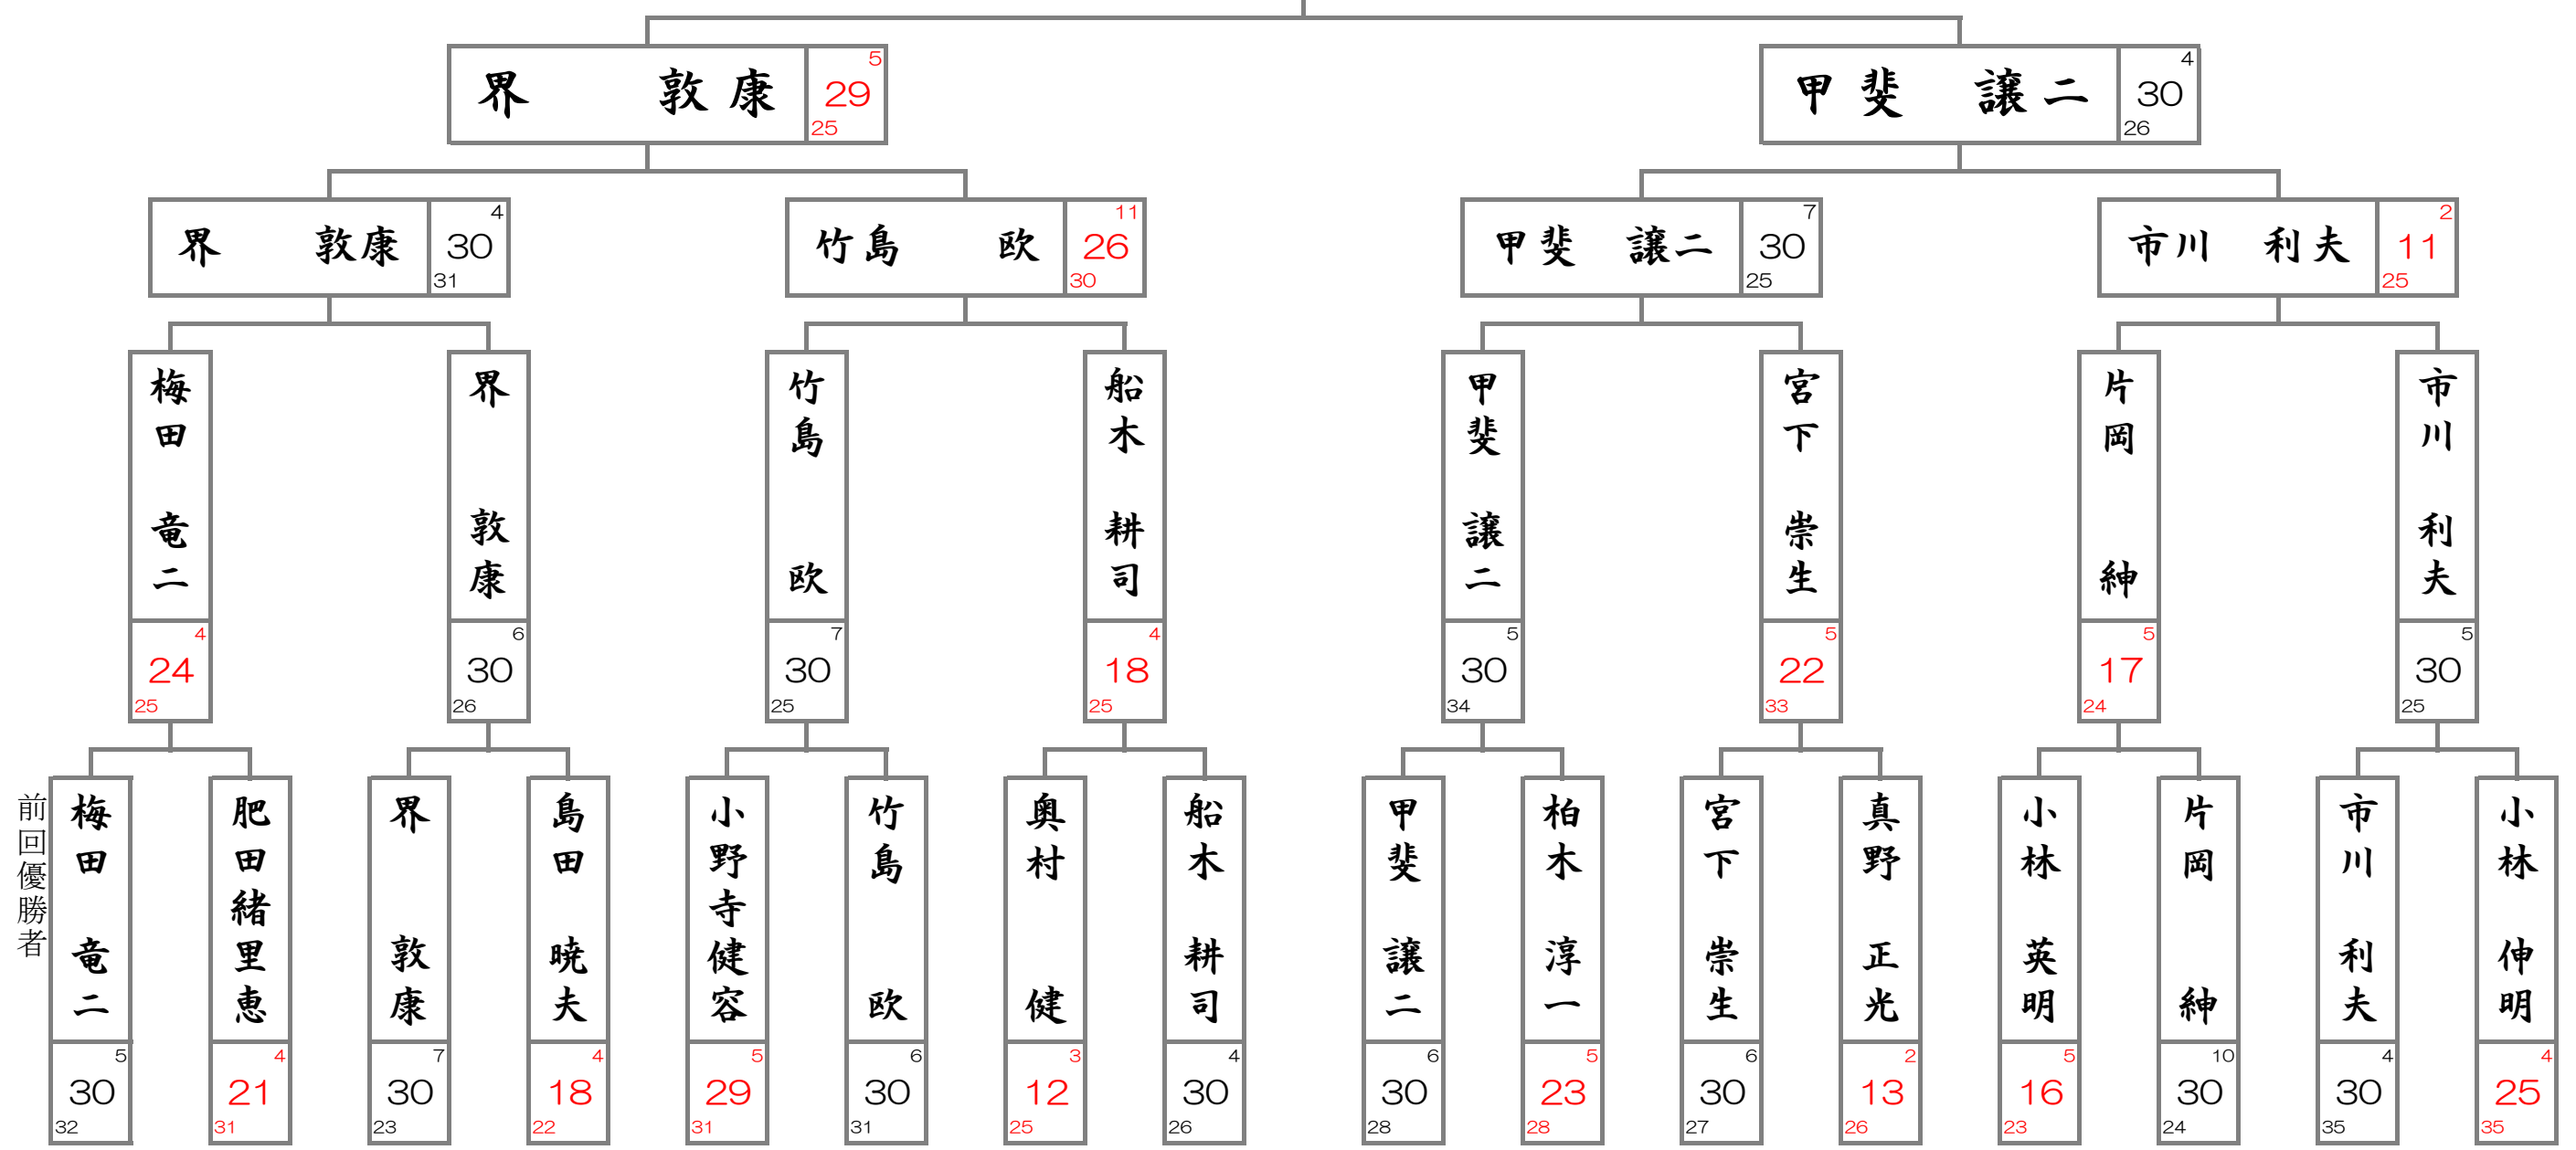 界 敦康 5 29 25
甲斐 譲二 4 30 26
界 敦康 4 30 31
竹島 欧 11 26 30
甲斐 譲二 7 30 25
市川 利夫 2 11 25
梅田 竜二 4 24 25
界 敦康 6 30 26
竹島 欧 7 30 25
船木 耕司 4 18 25
甲斐 譲二 5 30 34
宮下 崇生 5 22 33
片岡 紳 5 17 24
市川 利夫 5 30 25
前回優勝者
梅田 竜二 5 30 32
肥田緒里恵 4 21 31
界 敦康 7 30 23
島田 暁夫 4 18 22
小野寺健容 5 29 31
竹島 欧 6 30 31
奥村 健 3 12 25
船木 耕司 4 30 26
甲斐 譲二 6 30 28
柏木 淳一 5 23 28
宮下 崇生 6 30 27
真野 正光 2 13 26
小林 英明 5 16 23
片岡 紳 10 30 24
市川 利夫 4 30 35
小林 伸明 4 25 35